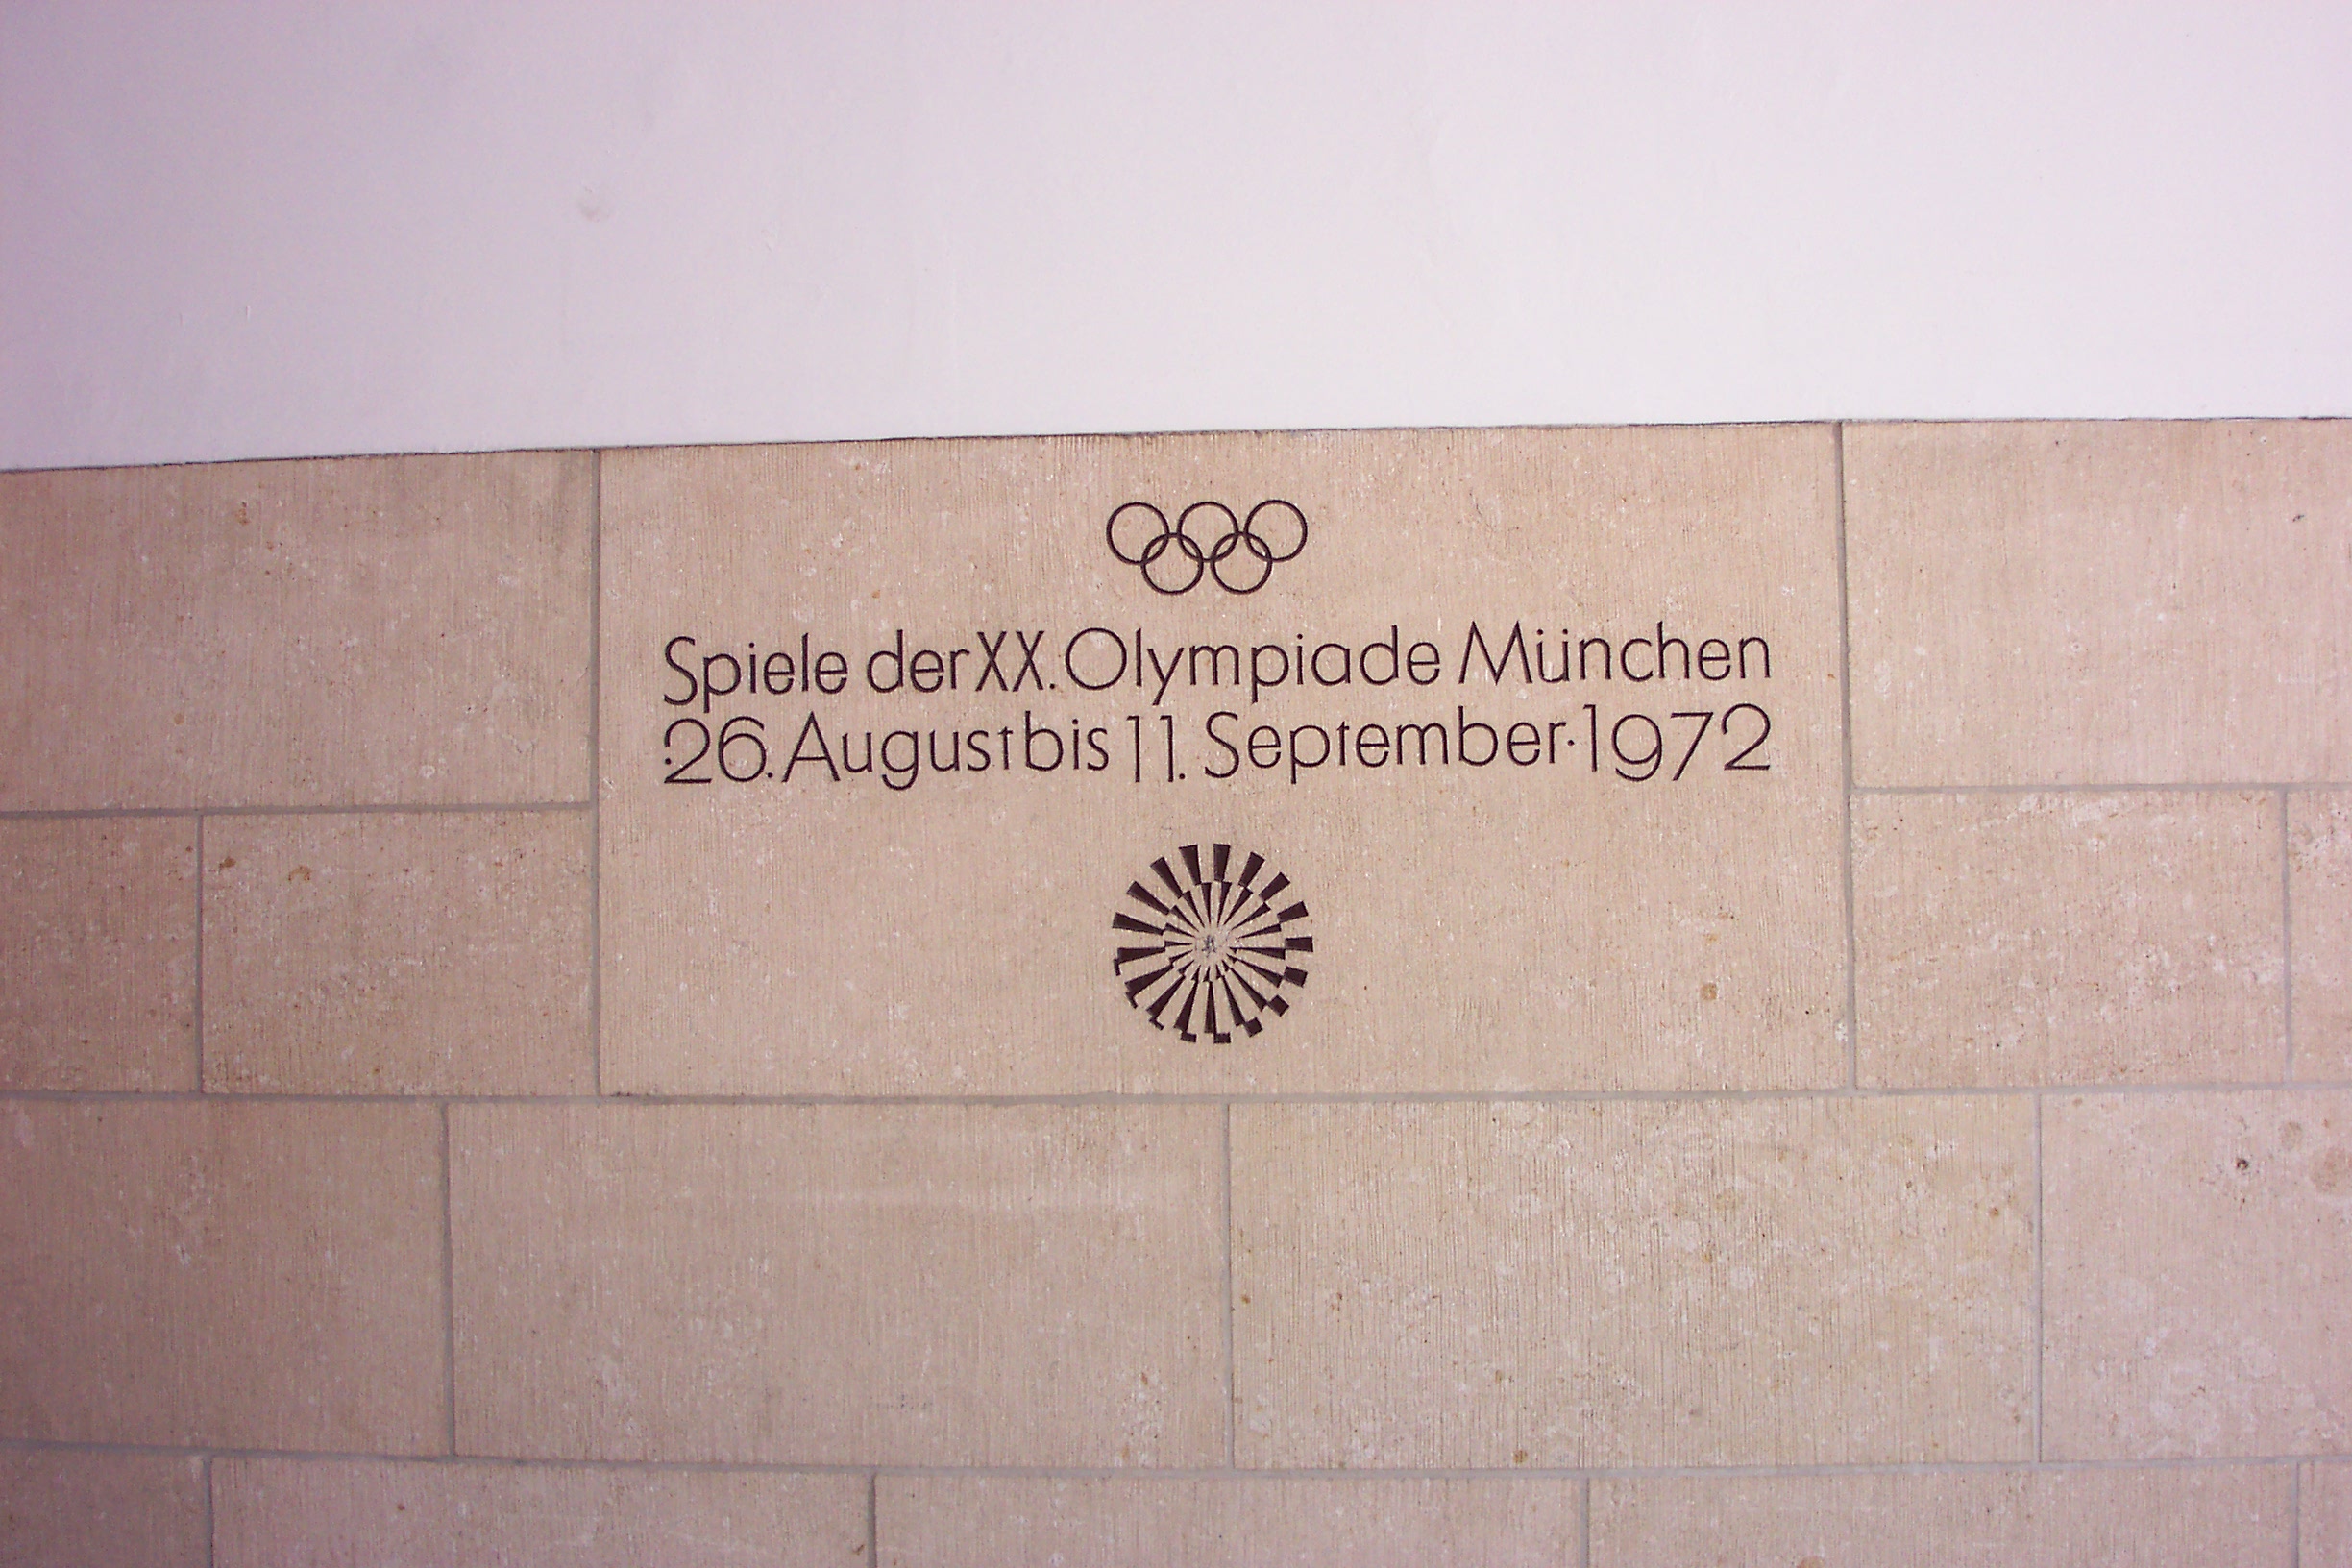 Spiele der XX. Olympiade München
·26. August bis 11. September·1972